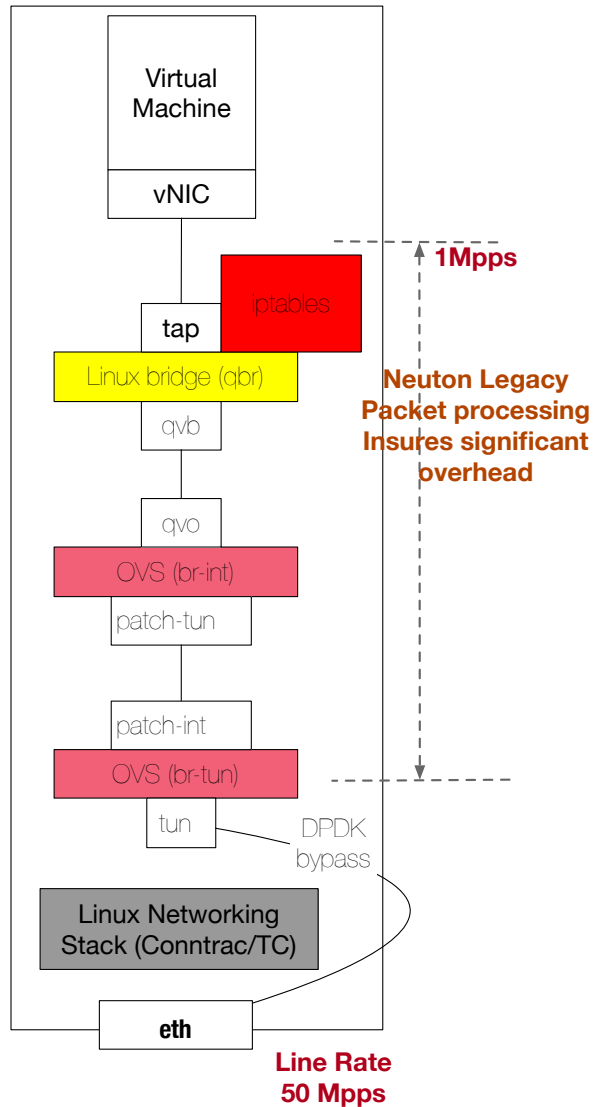 Virtual
Machine
vNIC
1Mpps
iptables
tap
Linux bridge (qbr)
Neuton Legacy
Packet processing
Insures significant
overhead
qvb
qvo
OVS (br-int)
patch-tun
patch-int
OVS (br-tun)
tun
DPDK
bypass
Linux Networking
Stack (Conntrac/TC)
eth
Line Rate
50 Mpps